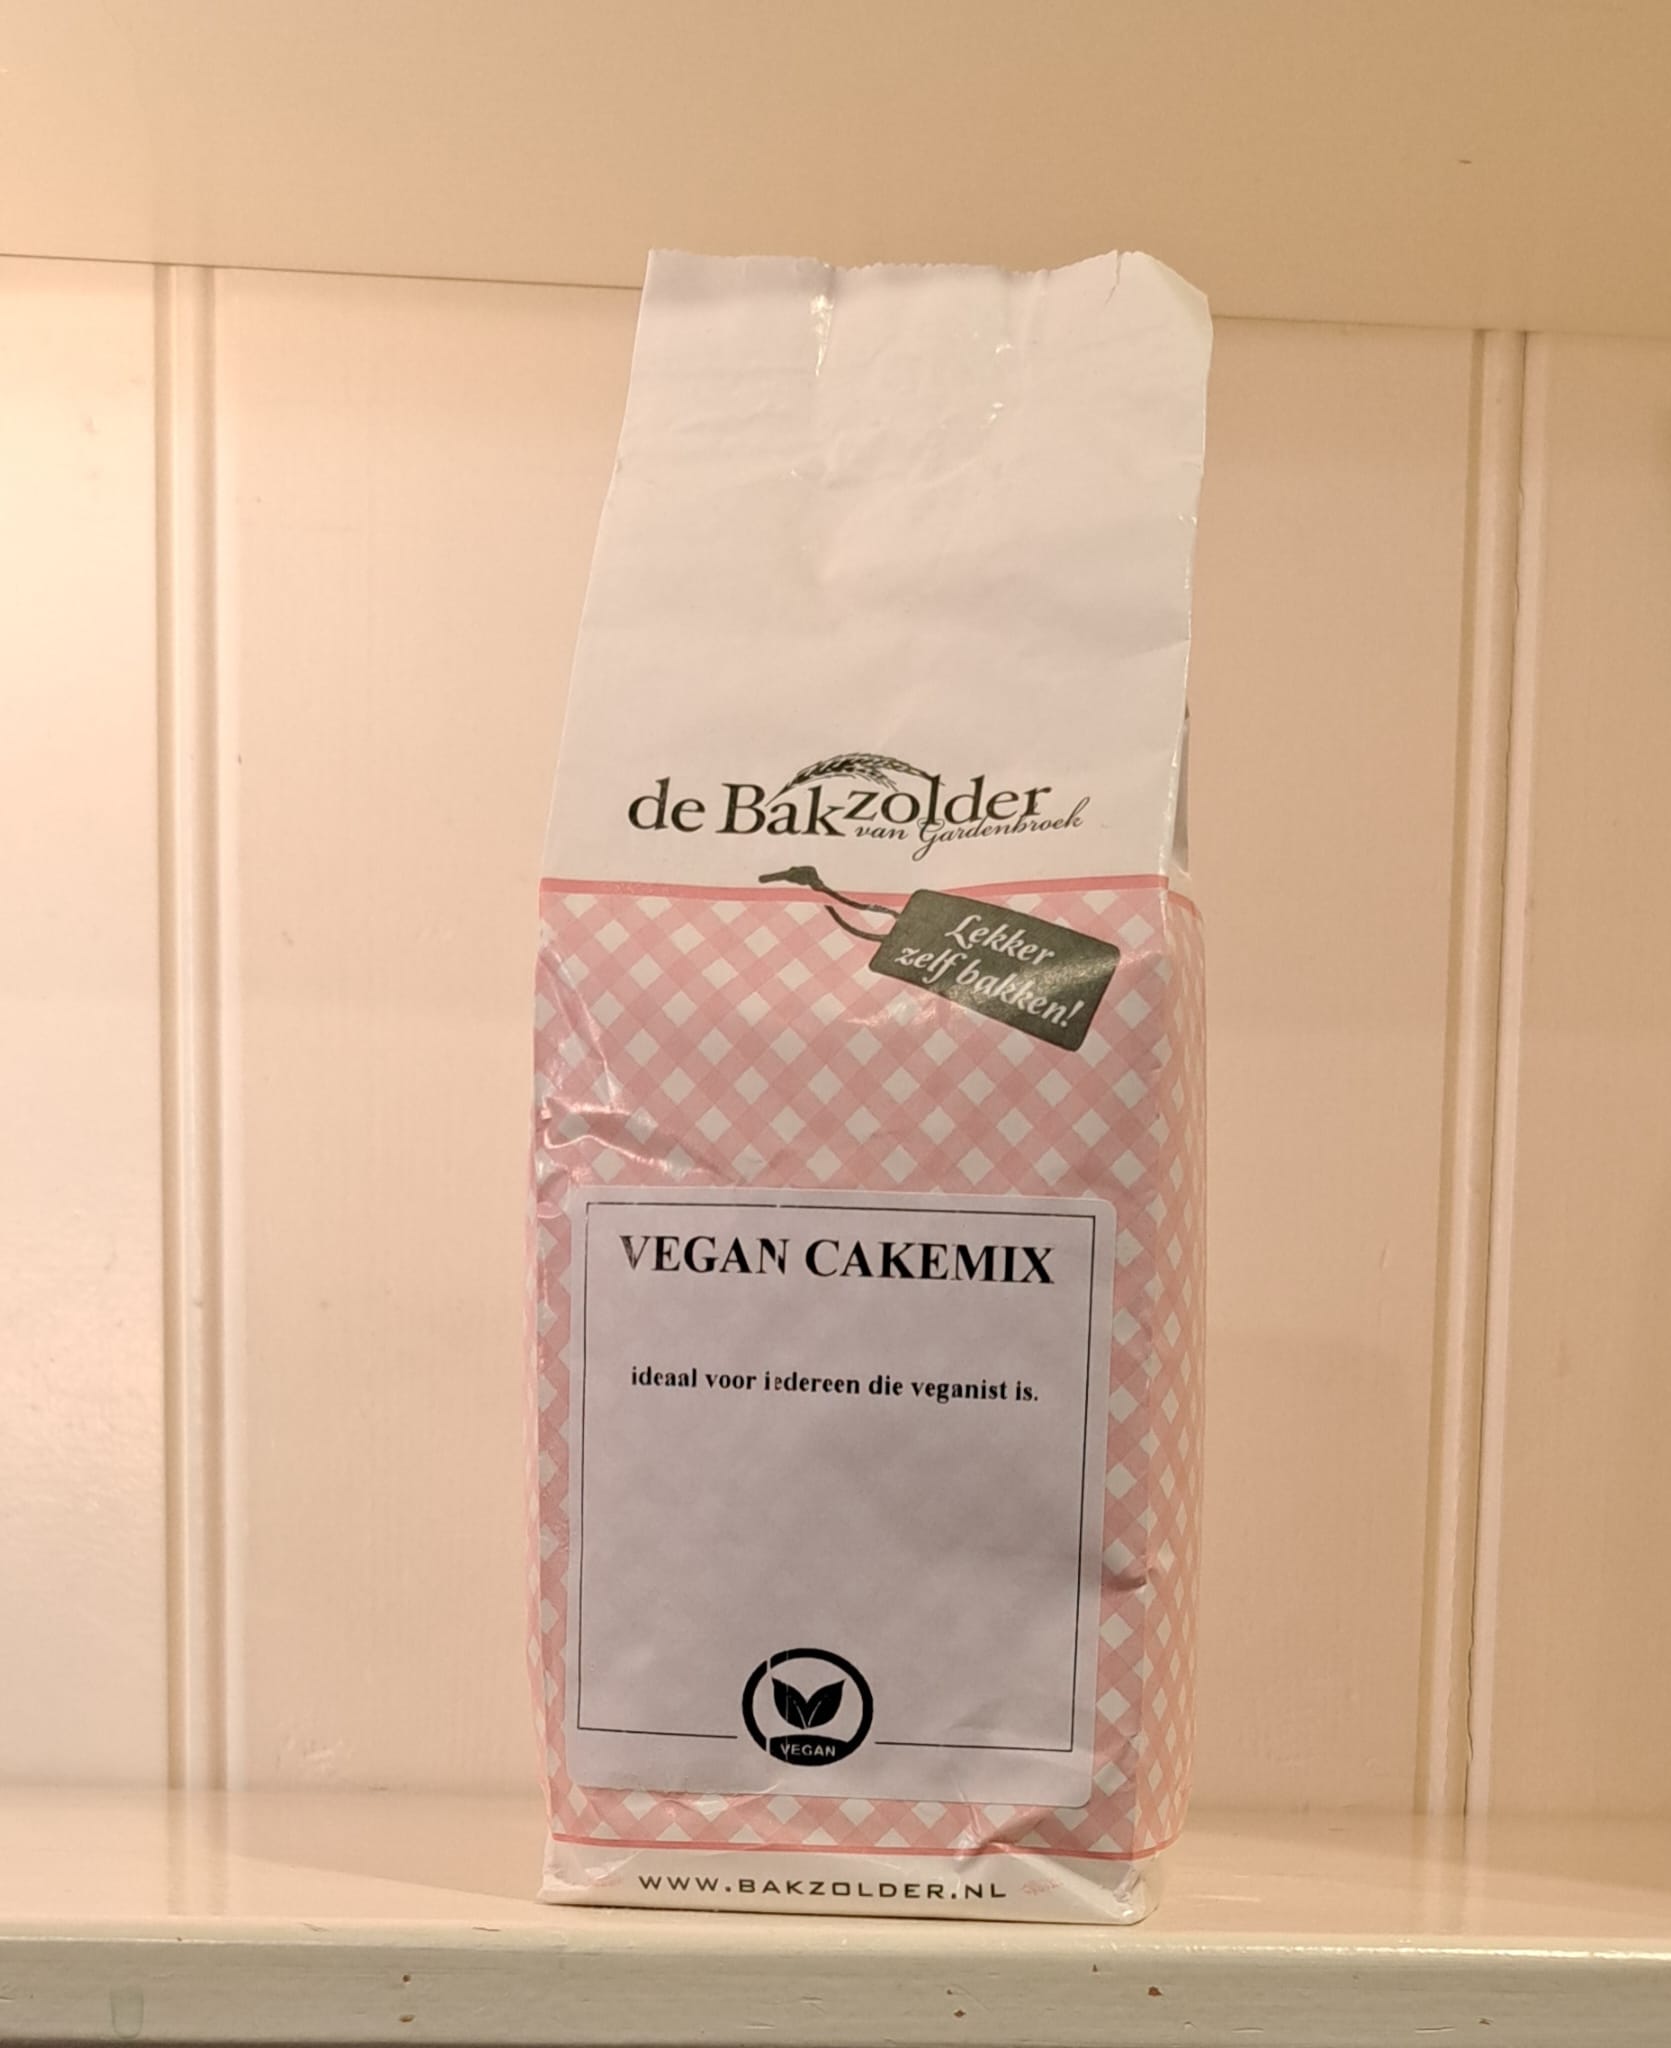 de Bakzolder
van Gardenbroek
Lekker
zelf bakken!
VEGAN CAKEMIX
ideaal voor iedereen die veganist is.
VEGAN
WWW.BAKZOLDER.NL